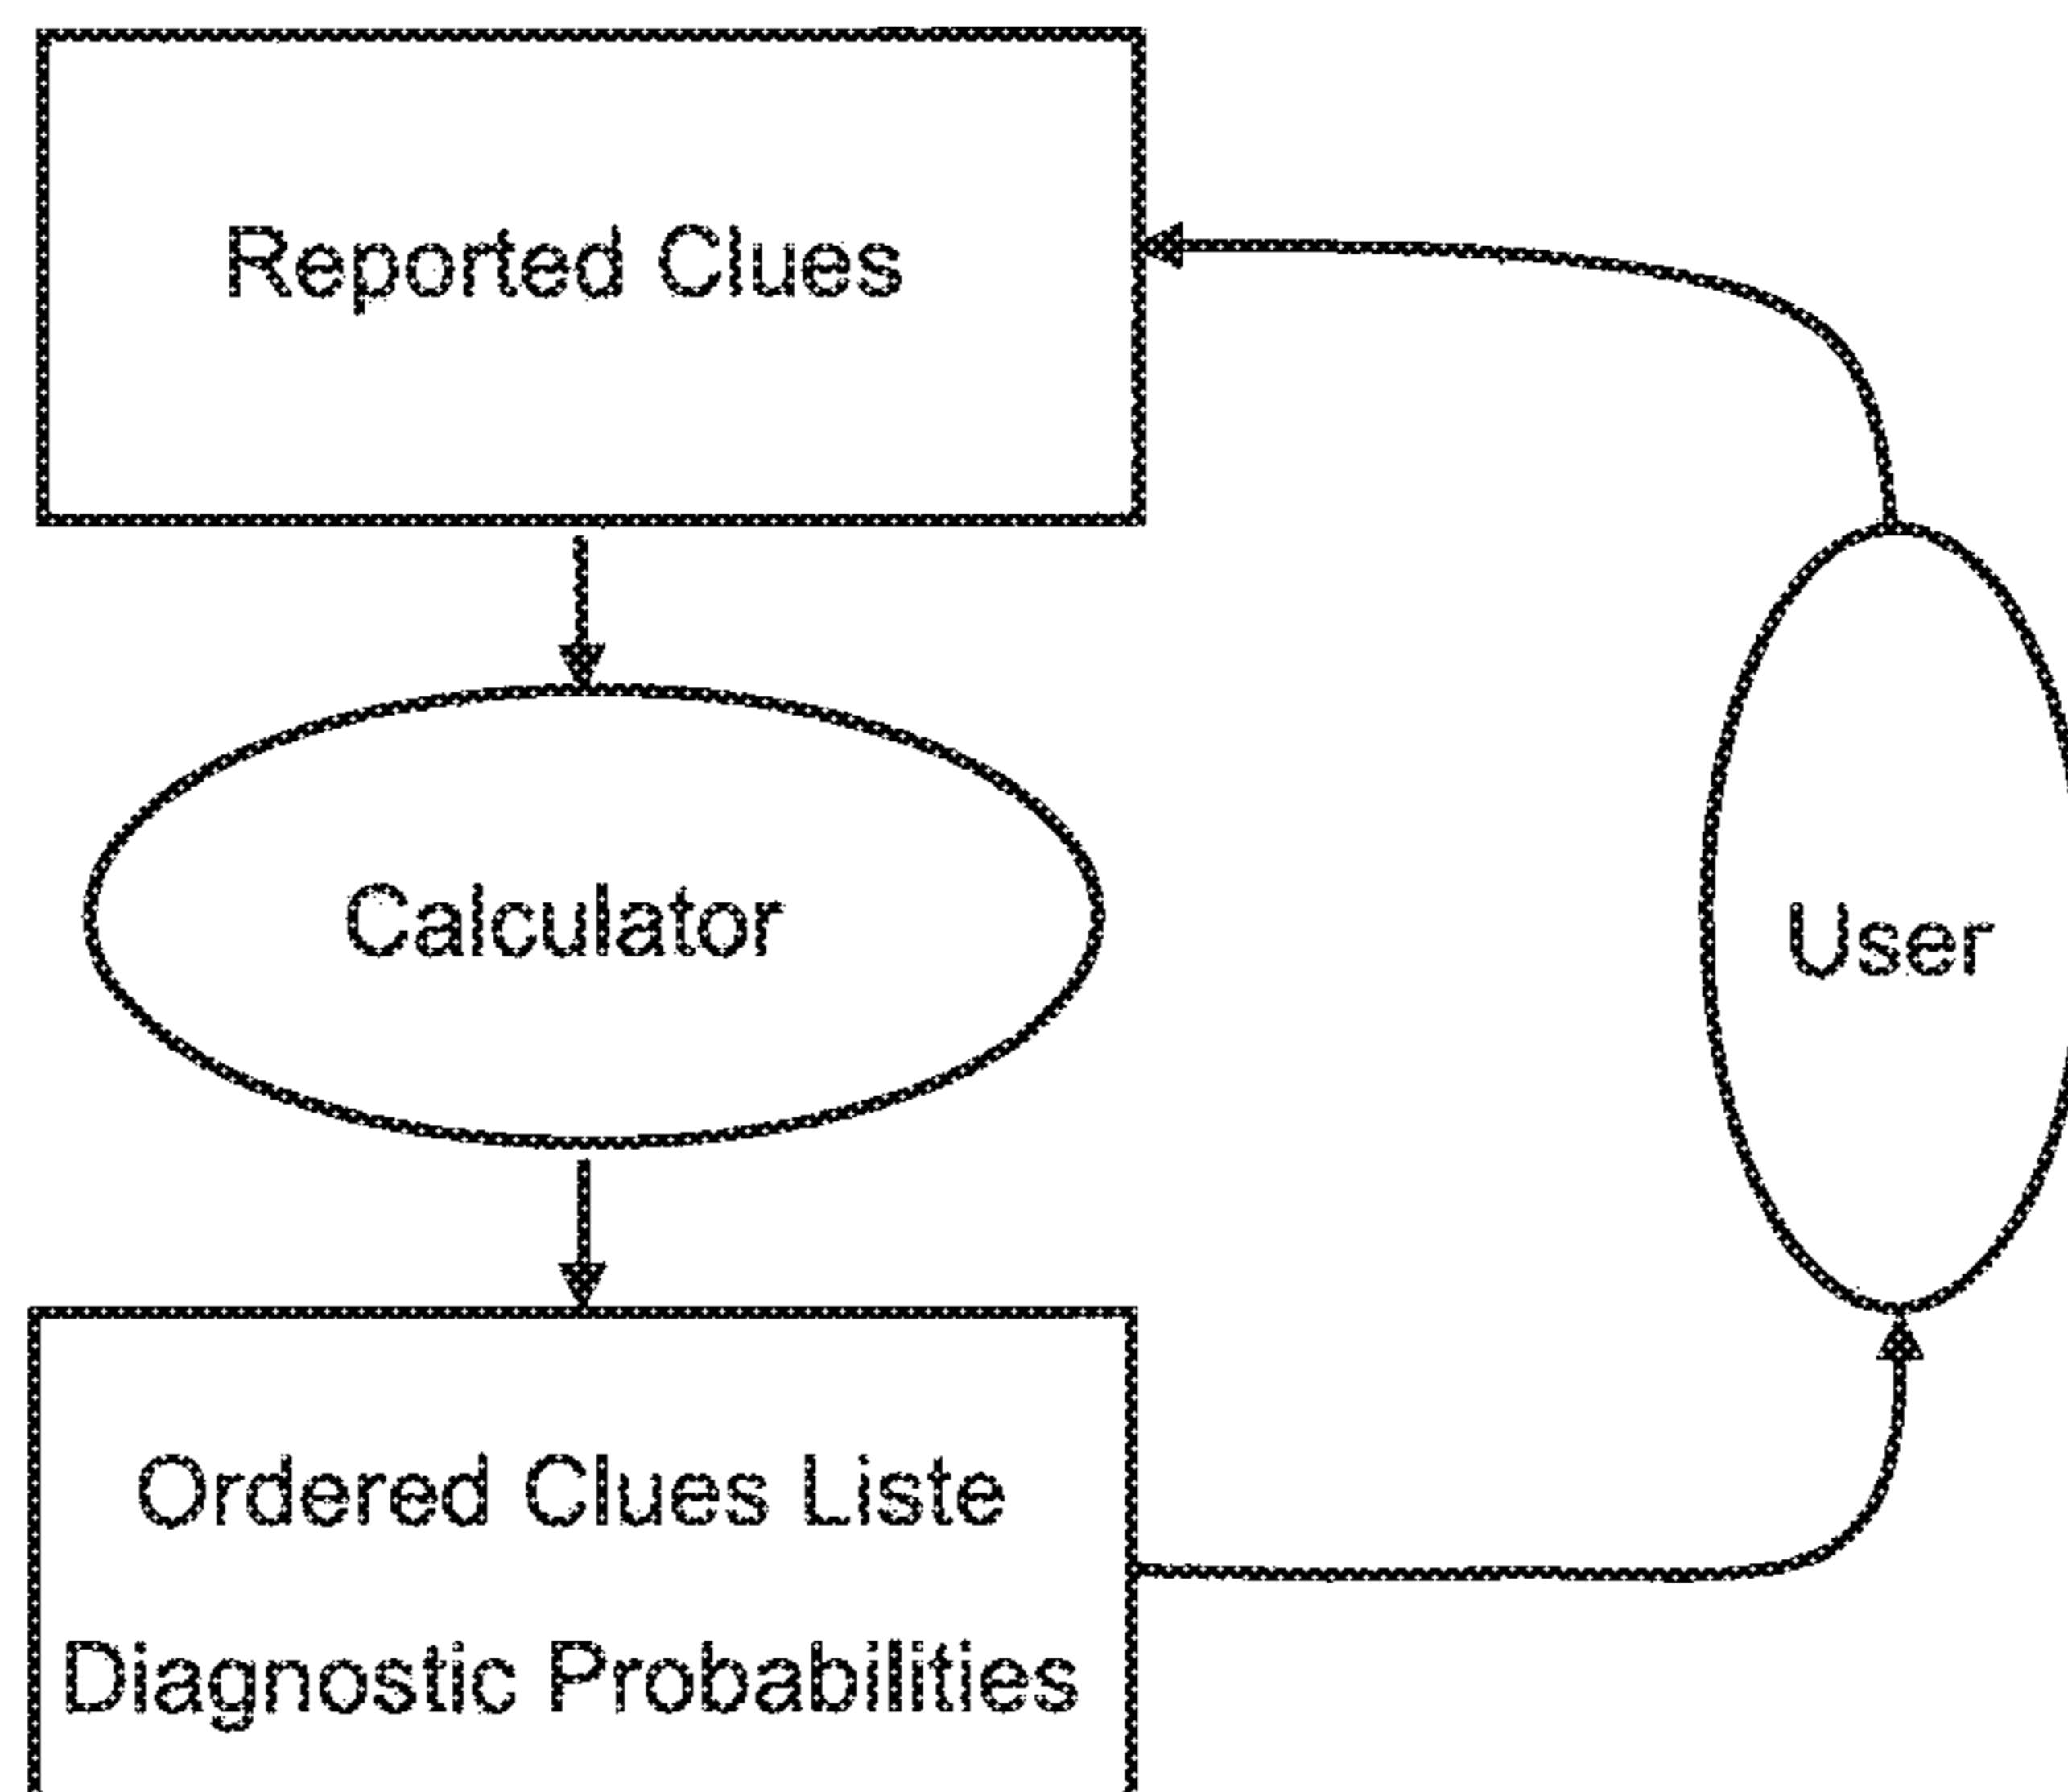 Reported Clues
Calculator
User
Ordered Clues Liste
Diagnostic Probabilities